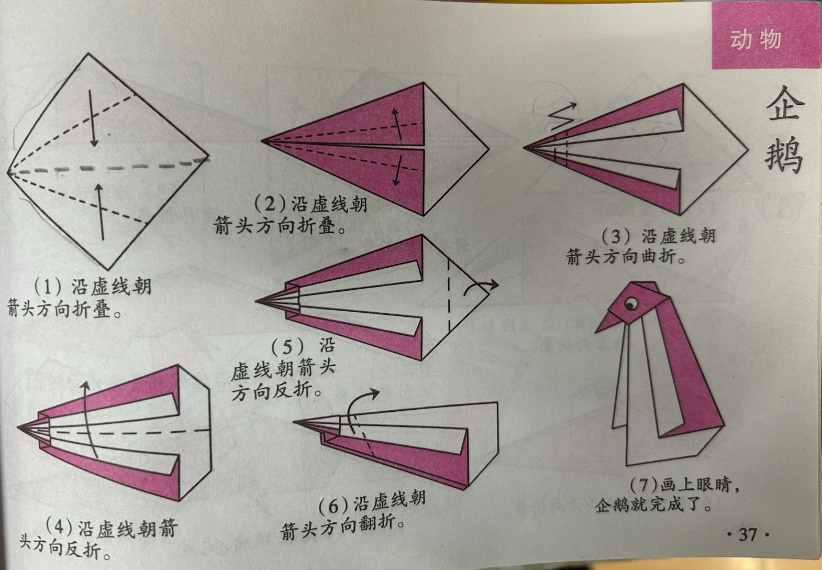 动物
企鹅
(1)沿虚线朝
箭头方向折叠。
(2)沿虚线朝
箭头方向折叠。
(3)沿虚线朝
箭头方向曲折。
(5)沿
虚线朝箭头
方向反折。
(4)沿虚线朝箭
头方向反折。
(6)沿虚线朝
箭头方向翻折。
(7)画上眼睛，
企鹅就完成了。
·37·